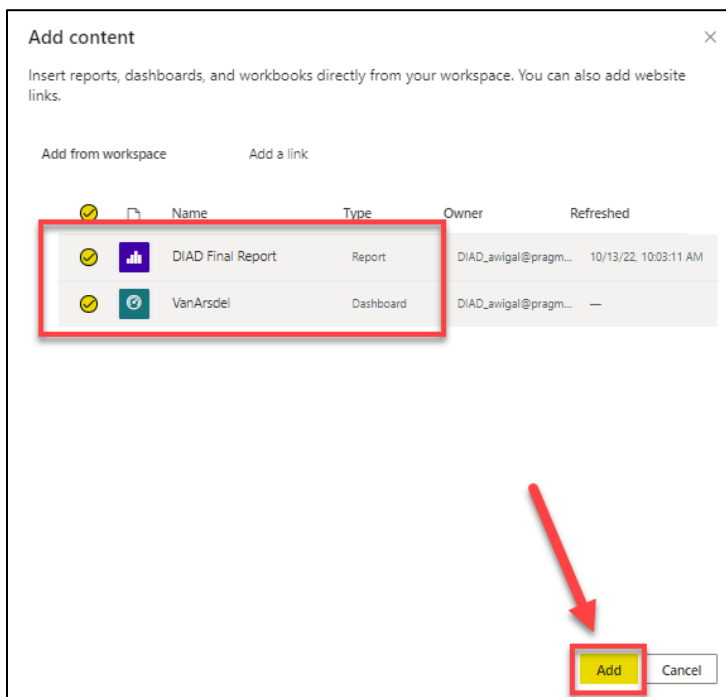 Add content
Insert reports, dashboards, and workbooks directly from your workspace. You can also add website
links.
Add from workspace Add a link
Name Type Owner Refreshed
DIAD Final Report Report DIAD_awigal@pragm... 10/13/22, 10:03:11 AM
VanArsdel Dashboard DIAD_awigal@pragm... —
Add Cancel